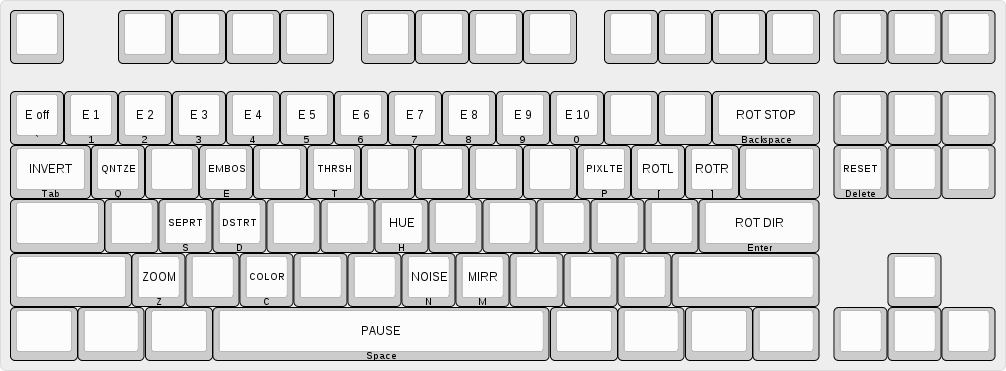 E off E 1 E 2 E 3 E 4 E 5 E 6 E 7 E 8 E 9 E 10 ROT STOP
` 1 2 3 4 5 6 7 8 9 0 Backspace
INVERT QNTZE EMBOS THRSH PIXLTE ROTL ROTR RESET
Tab Q E T P [ ] Delete
SEPRT DSTRT HUE ROT DIR
S D H Enter
ZOOM COLOR NOISE MIRR
Z C N M
PAUSE
Space